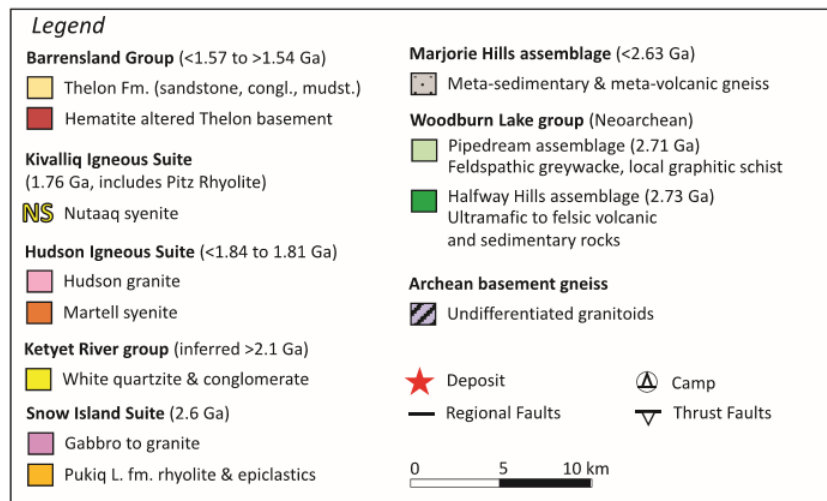 Legend
Barrensland Group (<1.57 to >1.54 Ga)
Thelon Fm. (sandstone, congl., mudst.)
Hematite altered Thelon basement
Kivalliq Igneous Suite
(1.76 Ga, includes Pitz Rhyolite)
NS Nutaaq syenite
Hudson Igneous Suite (<1.84 to 1.81 Ga)
Hudson granite
Martell syenite
Ketyet River group (inferred >2.1 Ga)
White quartzite & conglomerate
Snow Island Suite (2.6 Ga)
Gabbro to granite
Pukiq L. fm. rhyolite & epiclastics
Marjorie Hills assemblage (<2.63 Ga)
Meta-sedimentary & meta-volcanic gneiss
Woodburn Lake group (Neoarchean)
Pipedream assemblage (2.71 Ga)
Feldspathic greywacke, local graphitic schist
Halfway Hills assemblage (2.73 Ga)
Ultramafic to felsic volcanic
and sedimentary rocks
Archean basement gneiss
Undifferentiated granitoids
Deposit
Camp
Regional Faults
Thrust Faults
0 5 10 km